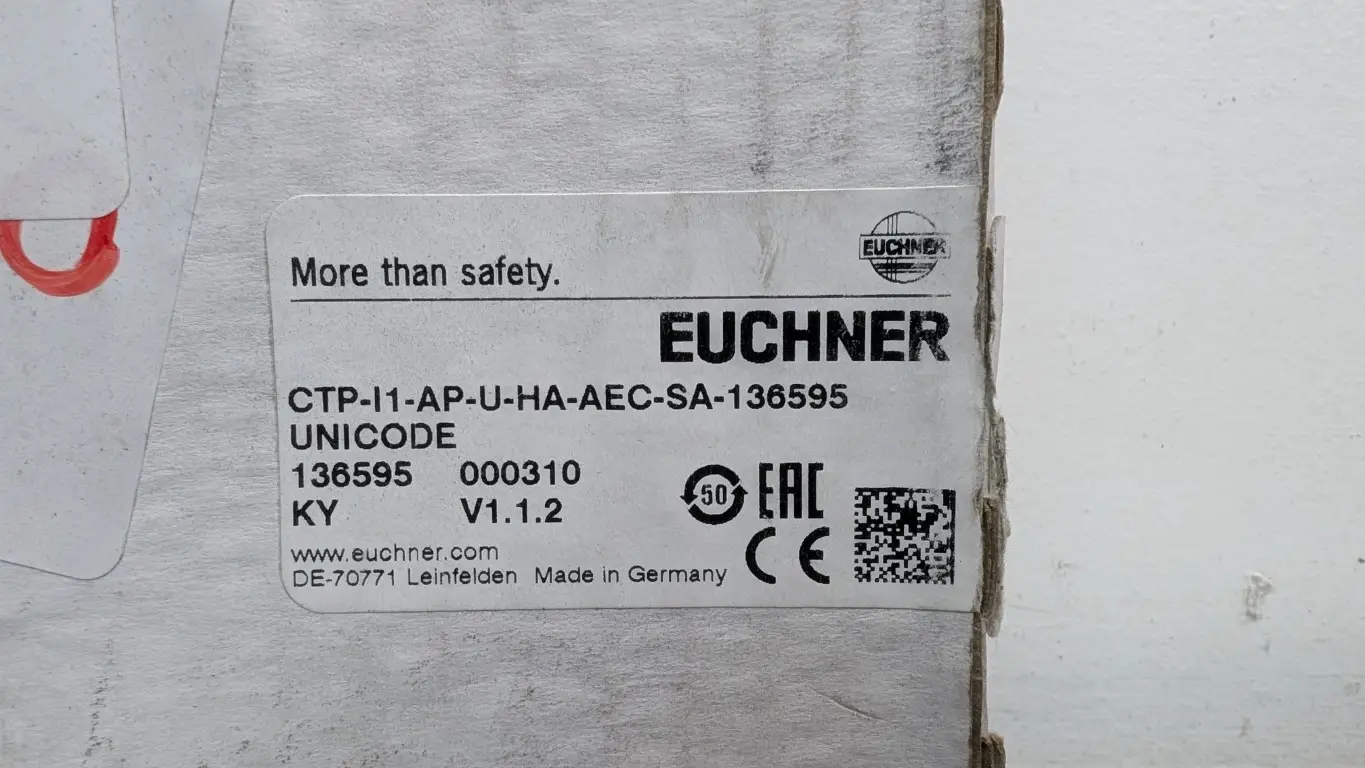 More than safety.
EUCHNER
EUCHNER
CTP-I1-AP-U-HA-AEC-SA-136595
UNICODE
136595 000310
KY V1.1.2
50 EAC
CE
www.euchner.com
DE-70771 Leinfelden Made in Germany